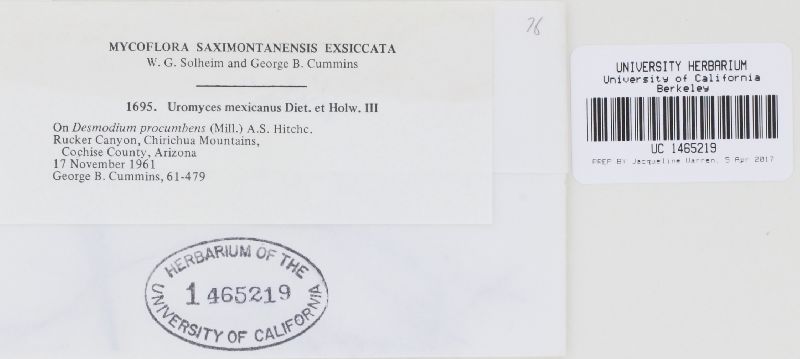 MYCOFLORA SAXIMONTANENSIS EXSICCATA
W. G. Solheim and George B. Cummins
1695. Uromyces mexicanus Diet. et Holw. III
On Desmodium procumbens (Mill.) A.S. Hitchc.
Rucker Canyon, Chirichua Mountains,
Cochise County, Arizona
17 November 1961
George B. Cummins, 61-479
76
UNIVERSITY HERBARIUM
University of California
Berkeley
UC 1465219
PREP BY Jacqueline Warren, 5 Apr 2017
HERBARIUM OF THE
1465219
UNIVERSITY OF CALIFORNIA